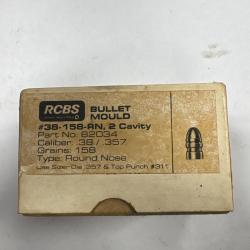 RCBS
BULLET
MOULD
#38-158-RN, 2 Cavity
Part No. 82034
Caliber .38 / .357
Grains: 158
Type: Round Nose
Use Sizer Die .357 & Top Punch #311